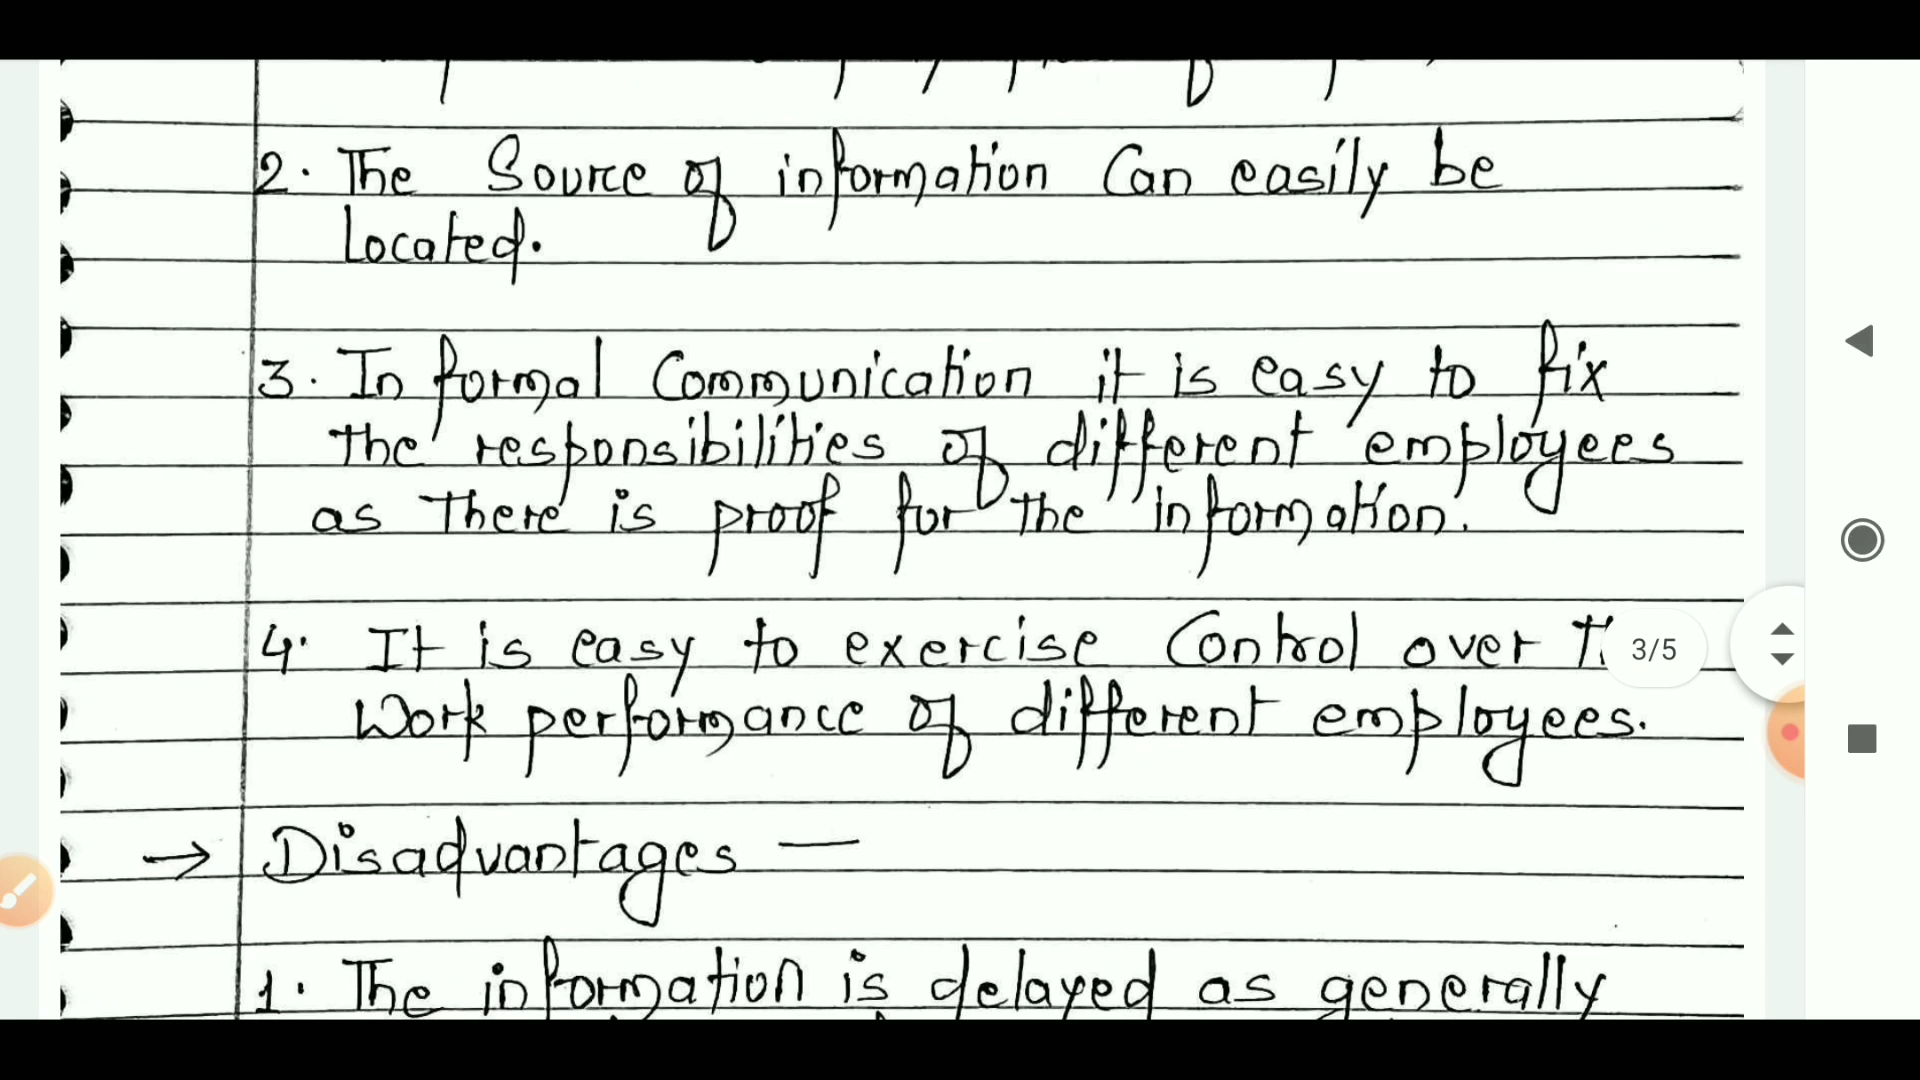 2. The Source of information Can easily be
Located.
3. In formal Communication it is easy to fix
the responsibilities of different employees
as there is proof for the information.
4. It is easy to exercise Control over
3/5
Work performance of different employees.
→ Disadvantages —
1. The information is delayed as generally